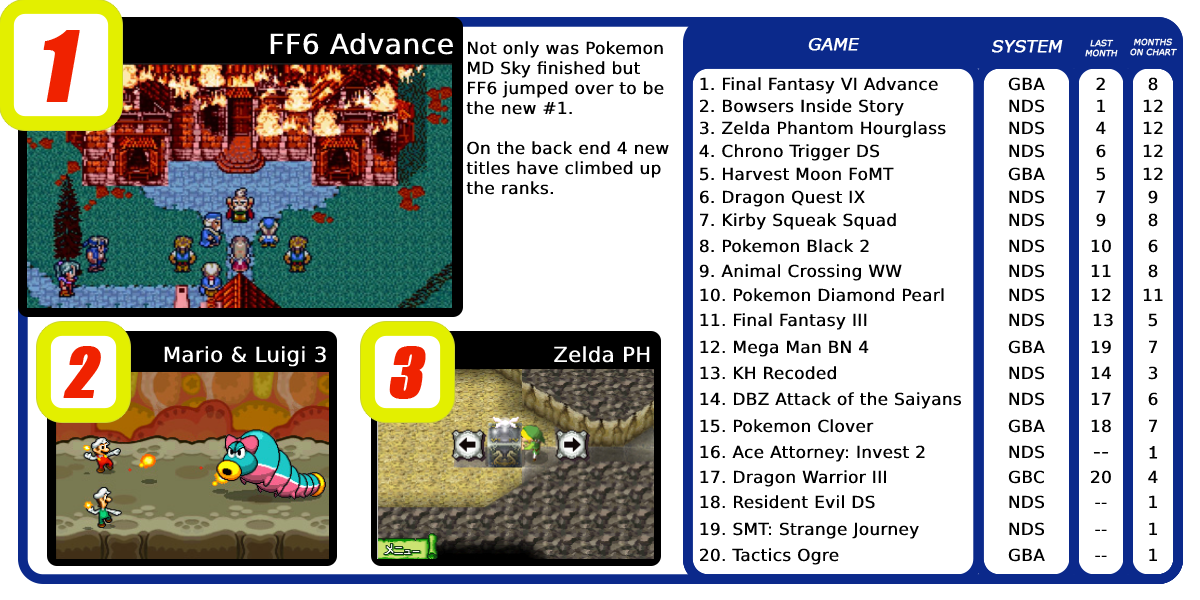 1
FF6 Advance
Not only was Pokemon
MD Sky finished but
FF6 jumped over to be
the new #1.
On the back end 4 new
titles have climbed up
the ranks.
2
Mario & Luigi 3
3
Zelda PH
メニュー
GAME SYSTEM LAST MONTH MONTHS ON CHART
1. Final Fantasy VI Advance GBA 2 8
2. Bowsers Inside Story NDS 1 12
3. Zelda Phantom Hourglass NDS 4 12
4. Chrono Trigger DS NDS 6 12
5. Harvest Moon FoMT GBA 5 12
6. Dragon Quest IX NDS 7 9
7. Kirby Squeak Squad NDS 9 8
8. Pokemon Black 2 NDS 10 6
9. Animal Crossing WW NDS 11 8
10. Pokemon Diamond Pearl NDS 12 11
11. Final Fantasy III NDS 13 5
12. Mega Man BN 4 GBA 19 7
13. KH Recoded NDS 14 3
14. DBZ Attack of the Saiyans NDS 17 6
15. Pokemon Clover GBA 18 7
16. Ace Attorney: Invest 2 NDS -- 1
17. Dragon Warrior III GBC 20 4
18. Resident Evil DS NDS -- 1
19. SMT: Strange Journey NDS -- 1
20. Tactics Ogre GBA -- 1